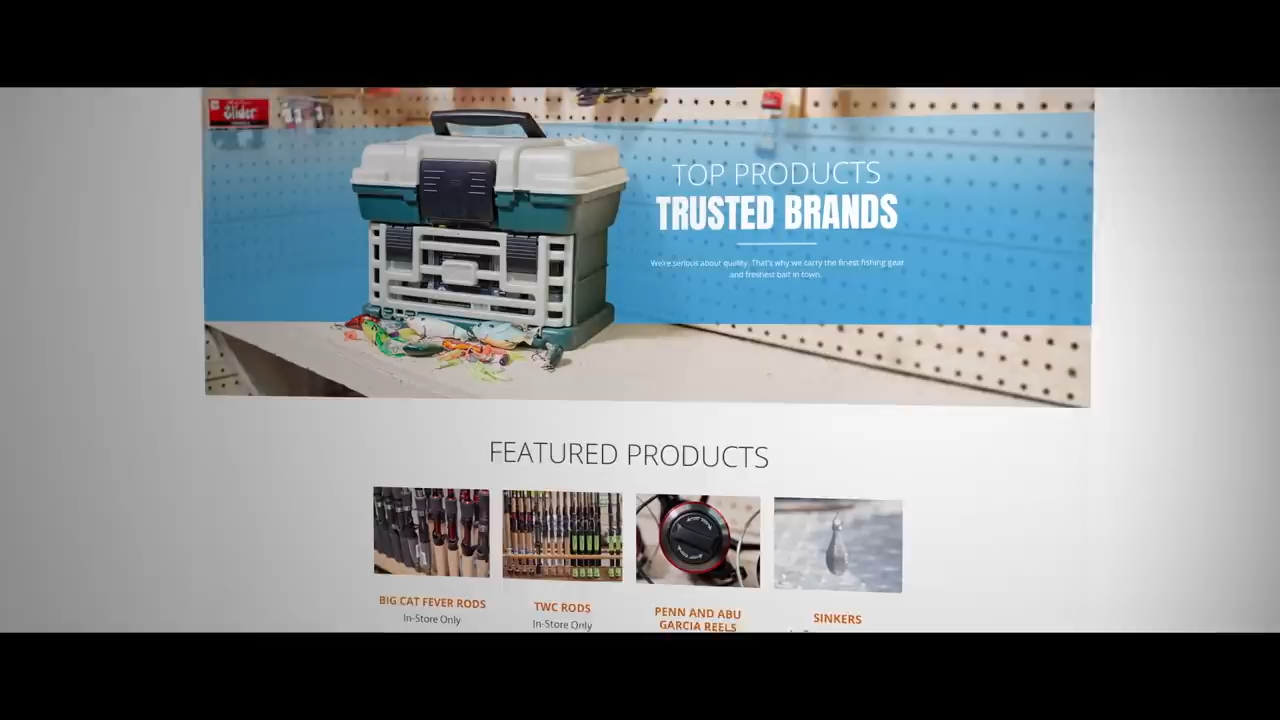 Slider
TOP PRODUCTS
TRUSTED BRANDS
We're serious about quality. That's why we carry the finest fishing gear
and freshest bait in town.
FEATURED PRODUCTS
BIG CAT FEVER RODS
In-Store Only
TWC RODS
In-Store Only
PENN AND ABU
GARCIA REELS
SINKERS